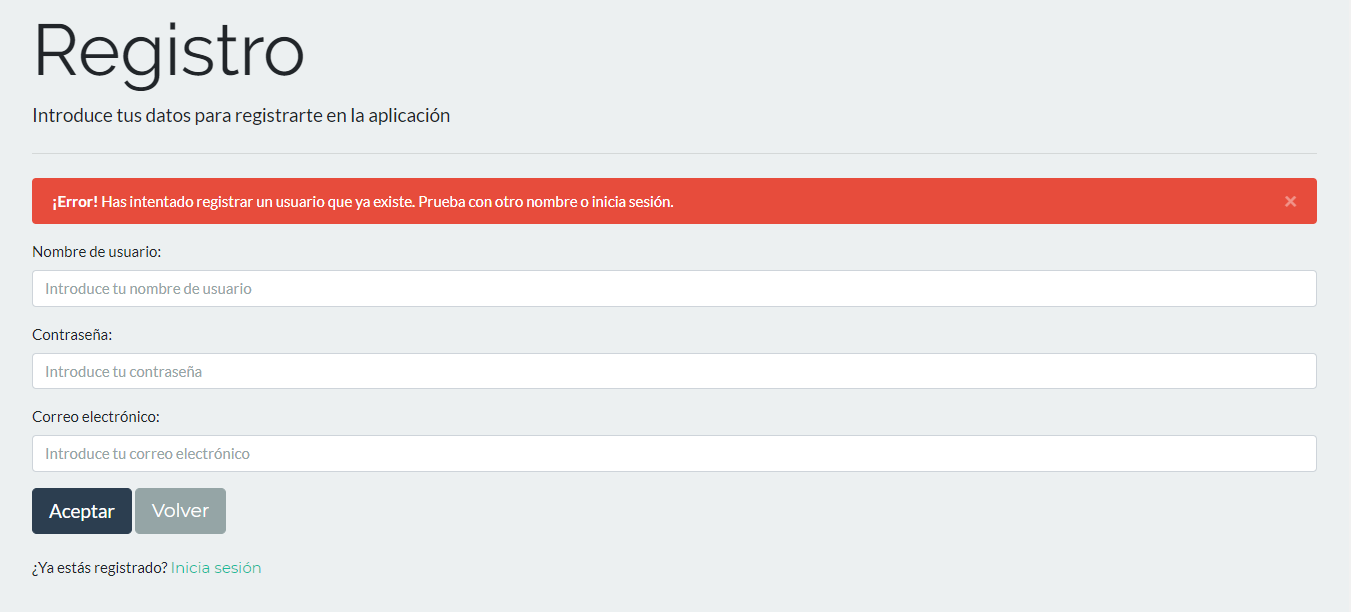 Registro
Introduce tus datos para registrarte en la aplicación
¡Error! Has intentado registrar un usuario que ya existe. Prueba con otro nombre o inicia sesión. ×
Nombre de usuario:
Introduce tu nombre de usuario
Contraseña:
Introduce tu contraseña
Correo electrónico:
Introduce tu correo electrónico
Aceptar Volver
¿Ya estás registrado? Inicia sesión